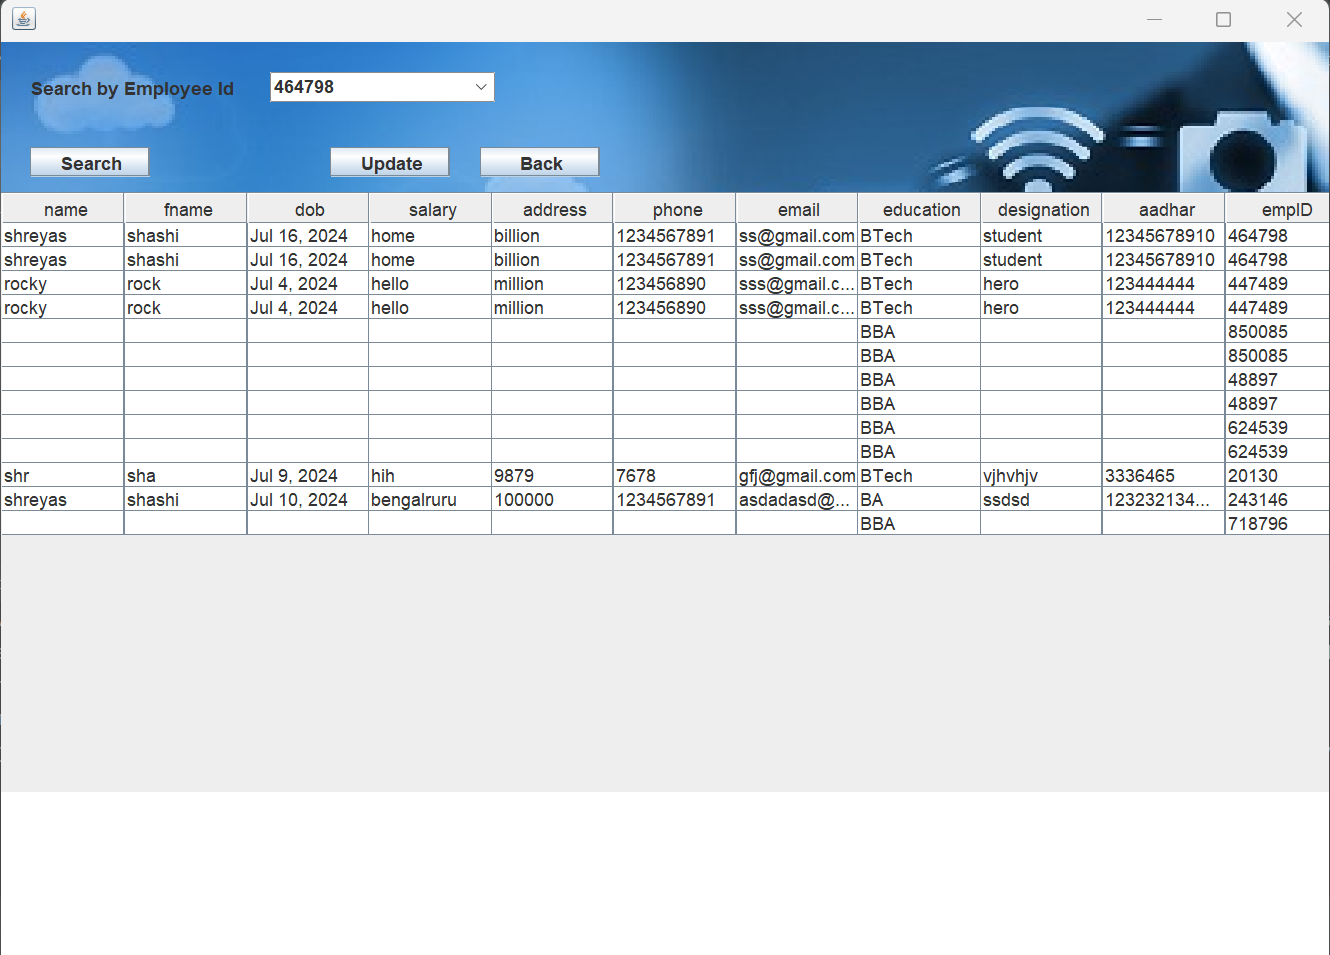 Search by Employee Id 464798
Search Update Back
name fname dob salary address phone email education designation aadhar empID
shreyas shashi Jul 16, 2024 home billion 1234567891 ss@gmail.com BTech student 12345678910 464798
shreyas shashi Jul 16, 2024 home billion 1234567891 ss@gmail.com BTech student 12345678910 464798
rocky rock Jul 4, 2024 hello million 123456890 sss@gmail.c... BTech hero 123444444 447489
rocky rock Jul 4, 2024 hello million 123456890 sss@gmail.c... BTech hero 123444444 447489
BBA 850085
BBA 850085
BBA 48897
BBA 48897
BBA 624539
BBA 624539
shr sha Jul 9, 2024 hih 9879 7678 gfj@gmail.com BTech vjhvhjv 3336465 20130
shreyas shashi Jul 10, 2024 bengalruru 100000 1234567891 asdadasd@... BA ssdsd 123232134... 243146
BBA 718796